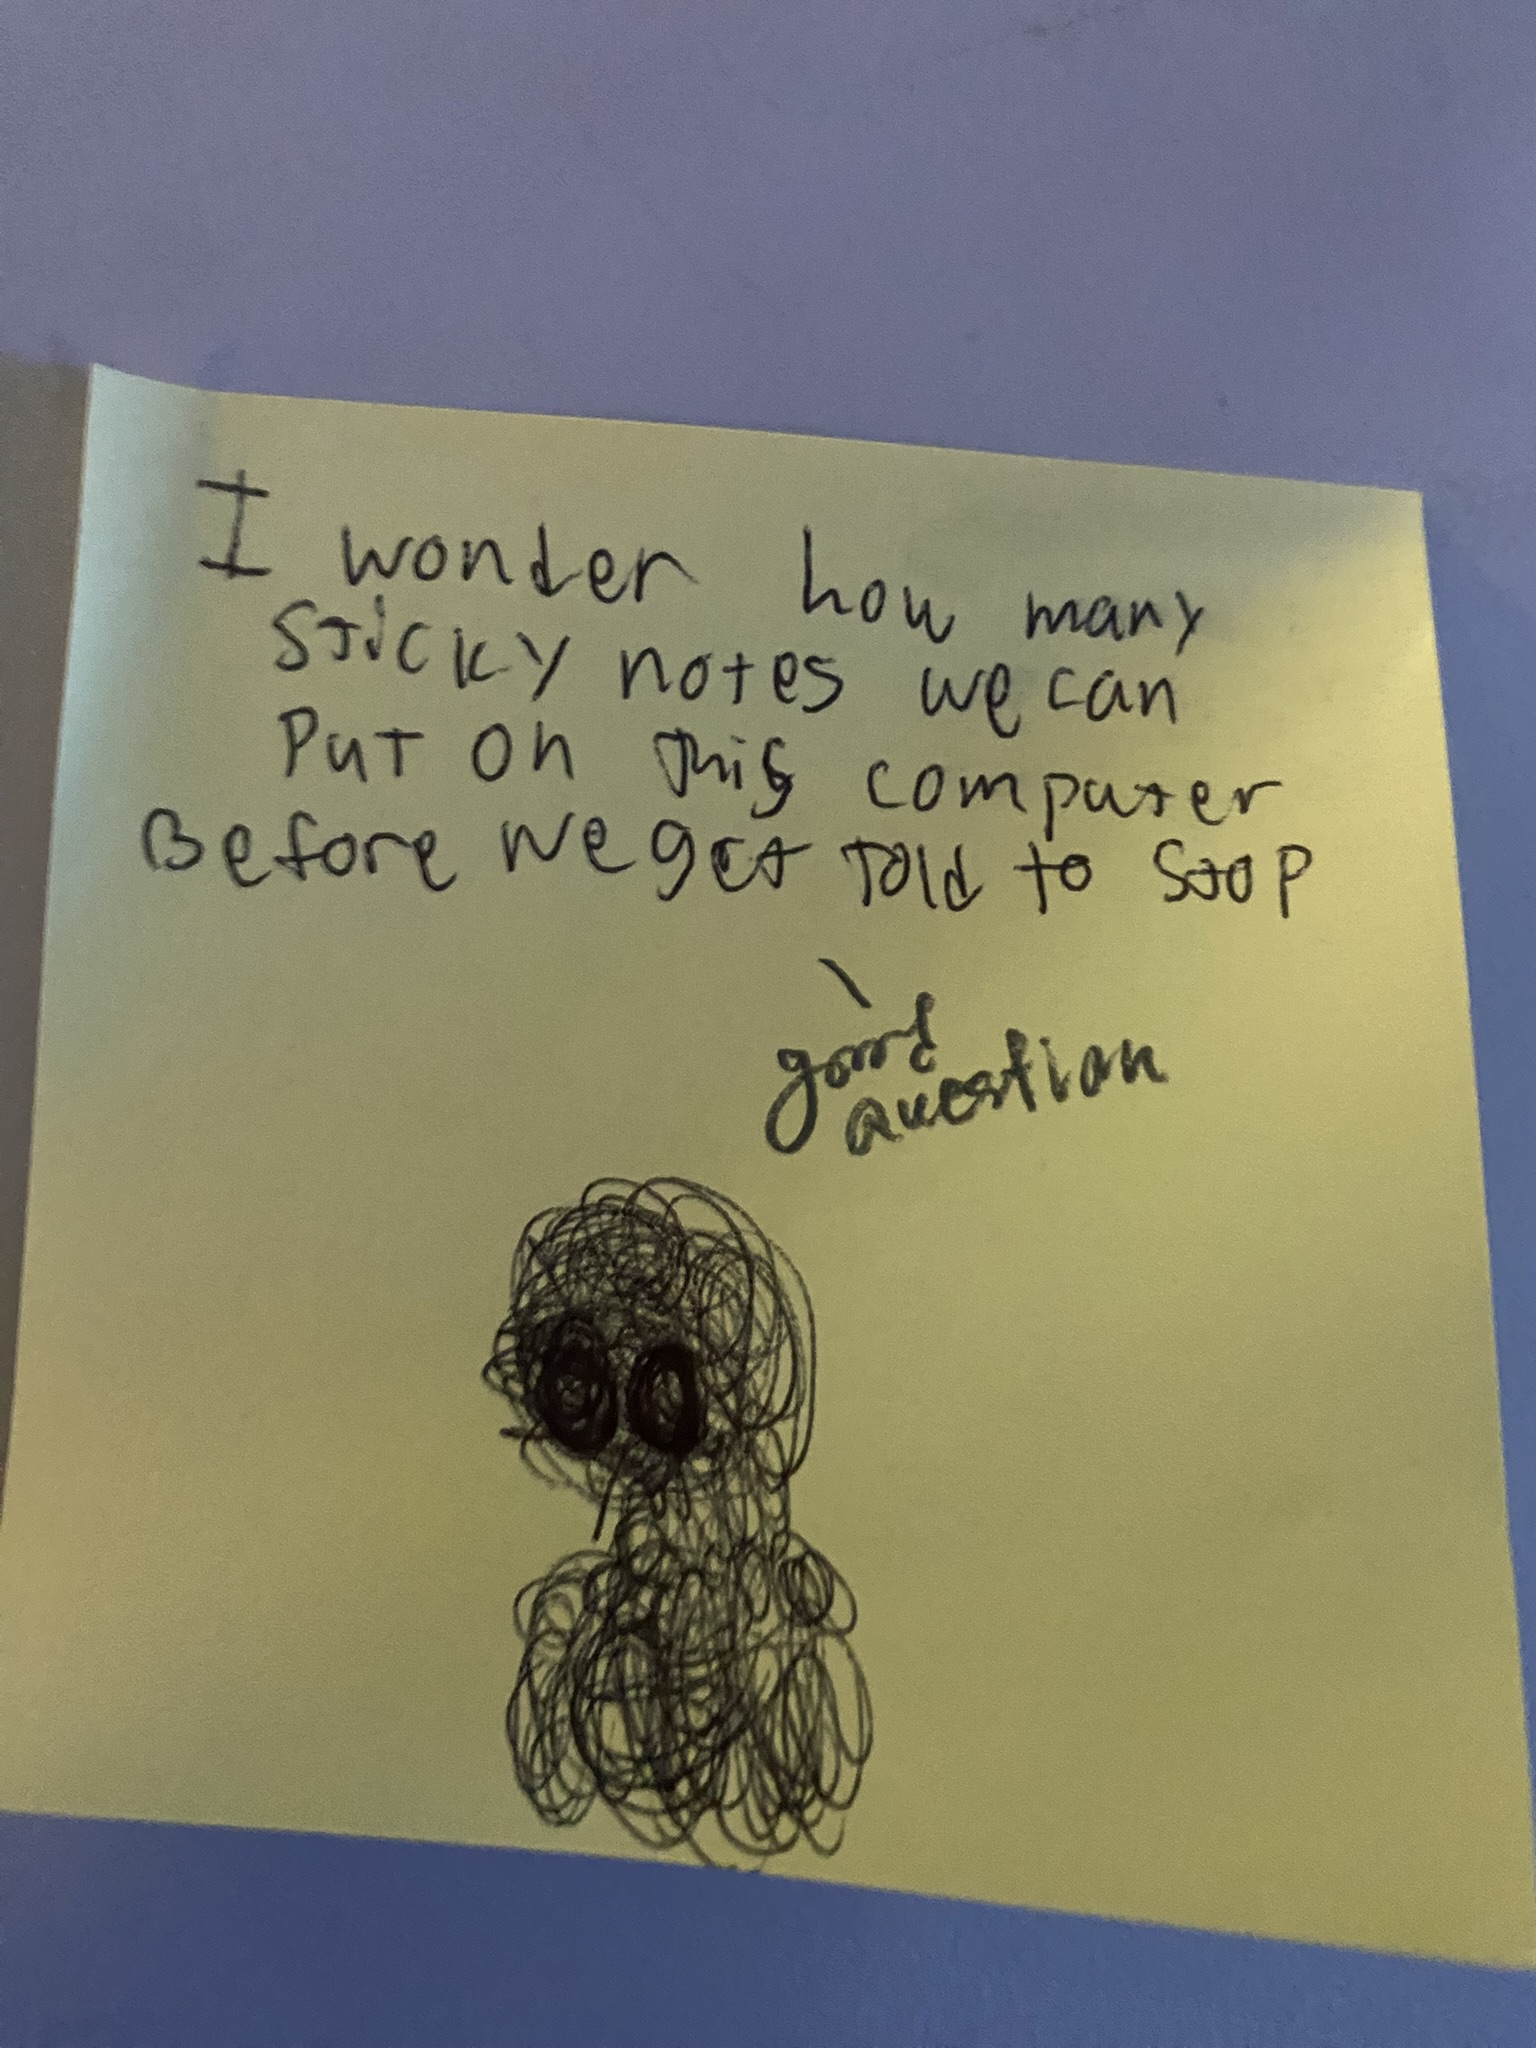 I wonder how many
Sticky notes we can
Put on this computer
Before we get Told to Stop
good
question